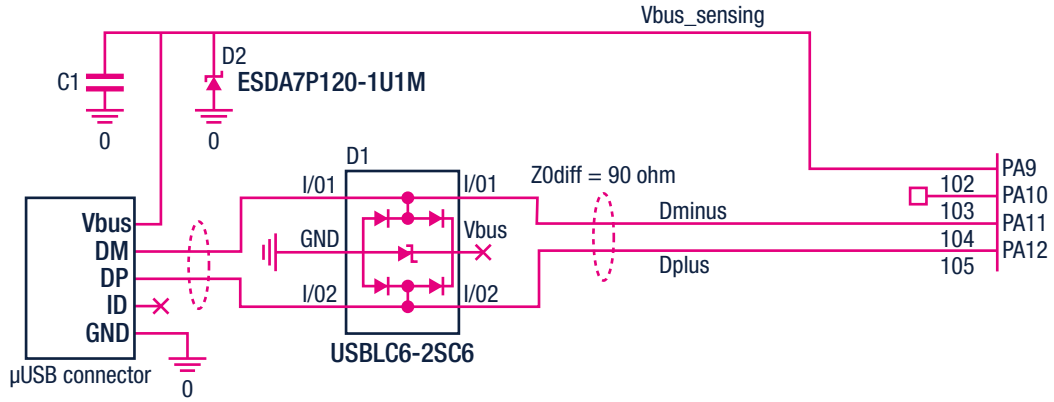 Vbus_sensing
D2
C1
ESDA7P120-1U1M
0
0
D1
Z0diff = 90 ohm
I/01
I/01
PA9
102
PA10
Vbus
GND
Vbus
Dminus
103
PA11
DM
104
PA12
DP
Dplus
105
ID
I/02
I/02
GND
USBLC6-2SC6
µUSB connector
0